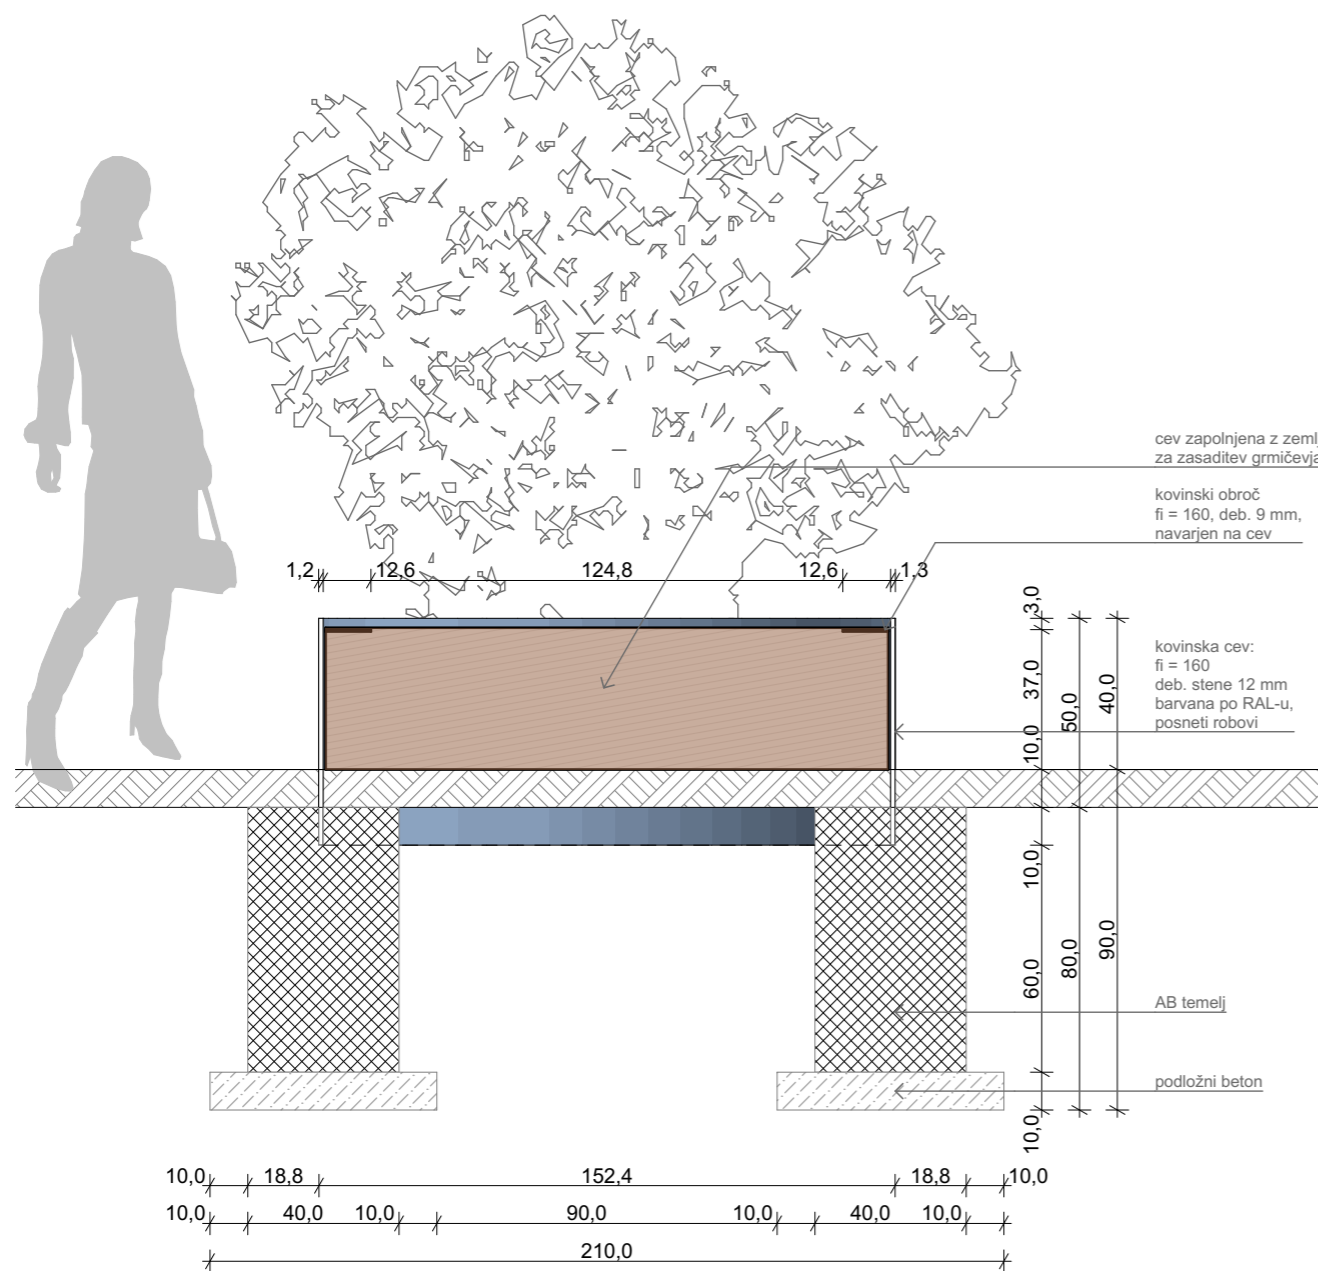 cev zapolnjena z zemlj
za zasaditev grmičevja
kovinski obroč
fi = 160, deb. 9 mm,
navarjen na cev
1,2 12,6 124,8 12,6 1,3
3,0
37,0
50,0
40,0
10,0
kovinska cev:
fi = 160
deb. stene 12 mm
barvana po RAL-u,
posneti robovi
10,0
60,0
80,0
90,0
10,0
AB temelj
podložni beton
10,0 18,8 152,4 18,8 10,0
10,0 40,0 10,0 90,0 10,0 40,0 10,0
210,0